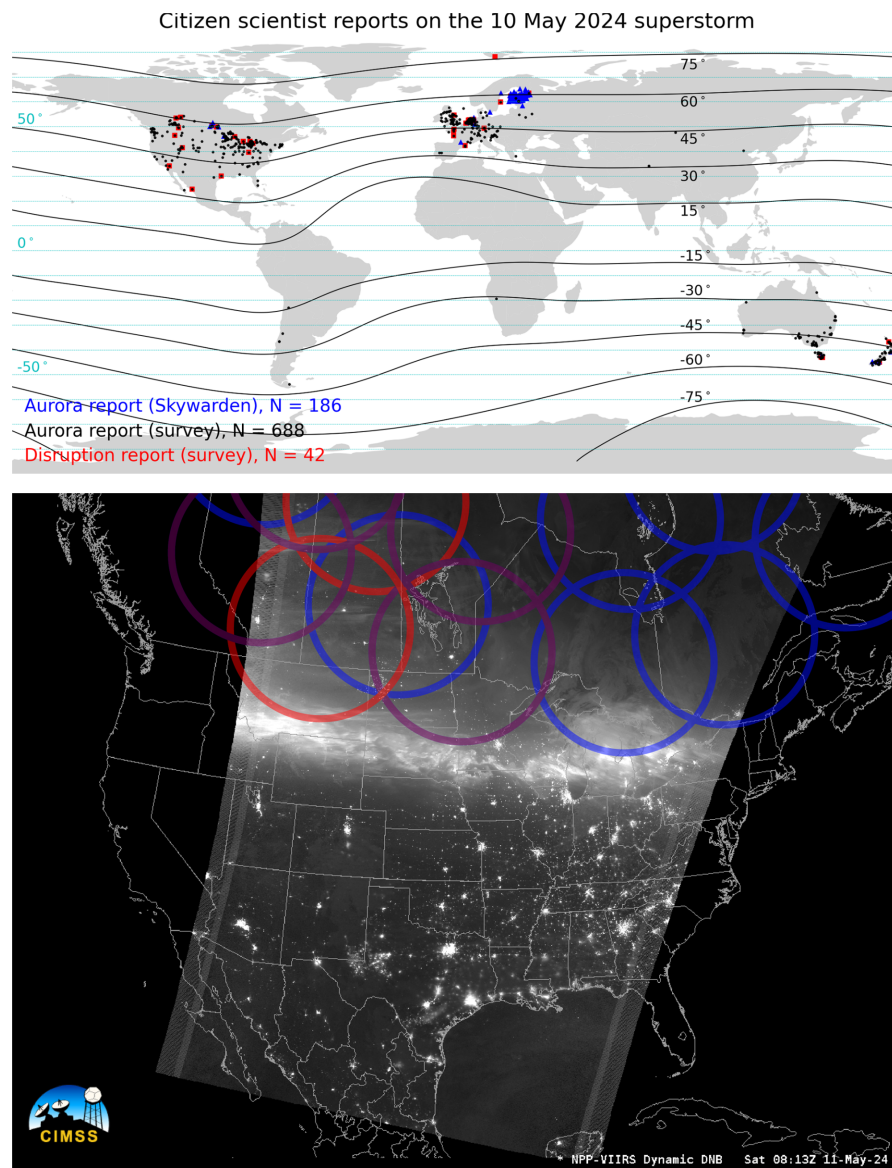 Citizen scientist reports on the 10 May 2024 superstorm
75°
60°
50°
45°
30°
15°
0°
-15°
-30°
-45°
-50°
-60°
-75°
Aurora report (Skywarden), N = 186
Aurora report (survey), N = 688
Disruption report (survey), N = 42
CIMSS
* NPP-VIIRS Dynamic DNB Sat 08:13Z 11-May-24